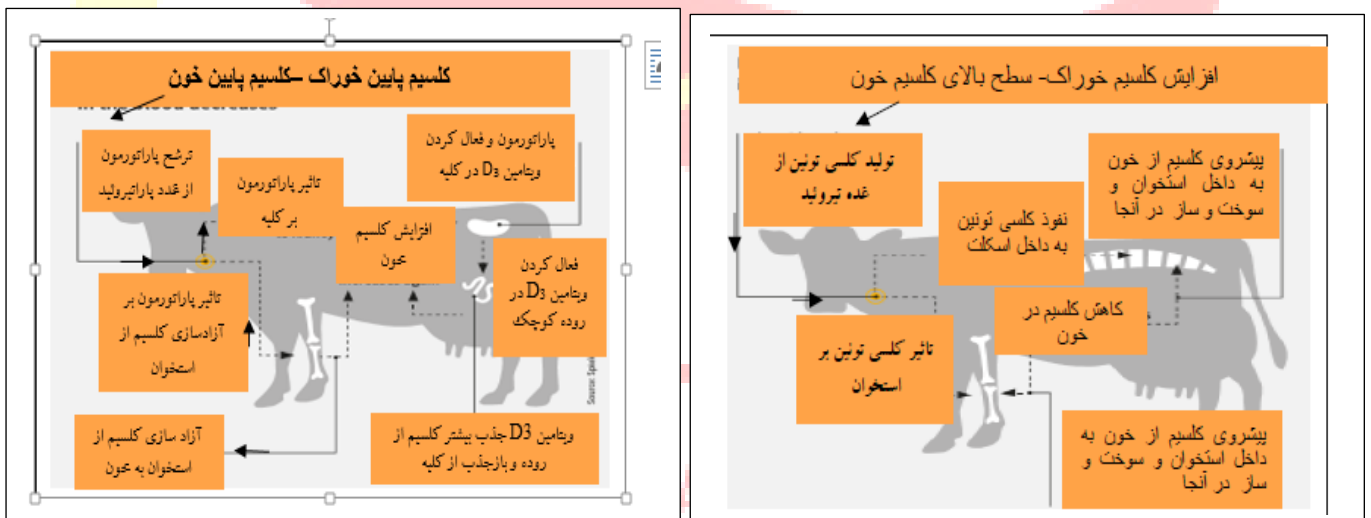 کلسیم پایین خوراک –کلسیم پایین خون
ترشح پاراتورمون
از غدد پاراتیروئید
تاثیر پاراتورمون
بر کلیه
پاراتورمون و فعال کردن
ویتامین D3 در کلیه
افزایش کلسیم
خون
فعال کردن
ویتامین D3 در
روده کوچک
تاثیر پاراتورمون بر
آزادسازی کلسیم از
استخوان
آزاد سازی کلسیم از
استخوان به خون
ویتامین D3 جذب بیشتر کلسیم از
روده و بازجذب از کلیه
افزایش کلسیم خوراک- سطح بالای کلسیم خون
تولید کلسی تونین از
غده تیروئید
نفوذ کلسی تونین
به داخل اسکلت
پیشروی کلسیم از خون
به داخل استخوان و
سوخت و ساز در آنجا
تاثیر کلسی تونین بر
استخوان
کاهش کلسیم در
خون
پیشروی کلسیم از خون به
داخل استخوان و سوخت و
ساز در آنجا